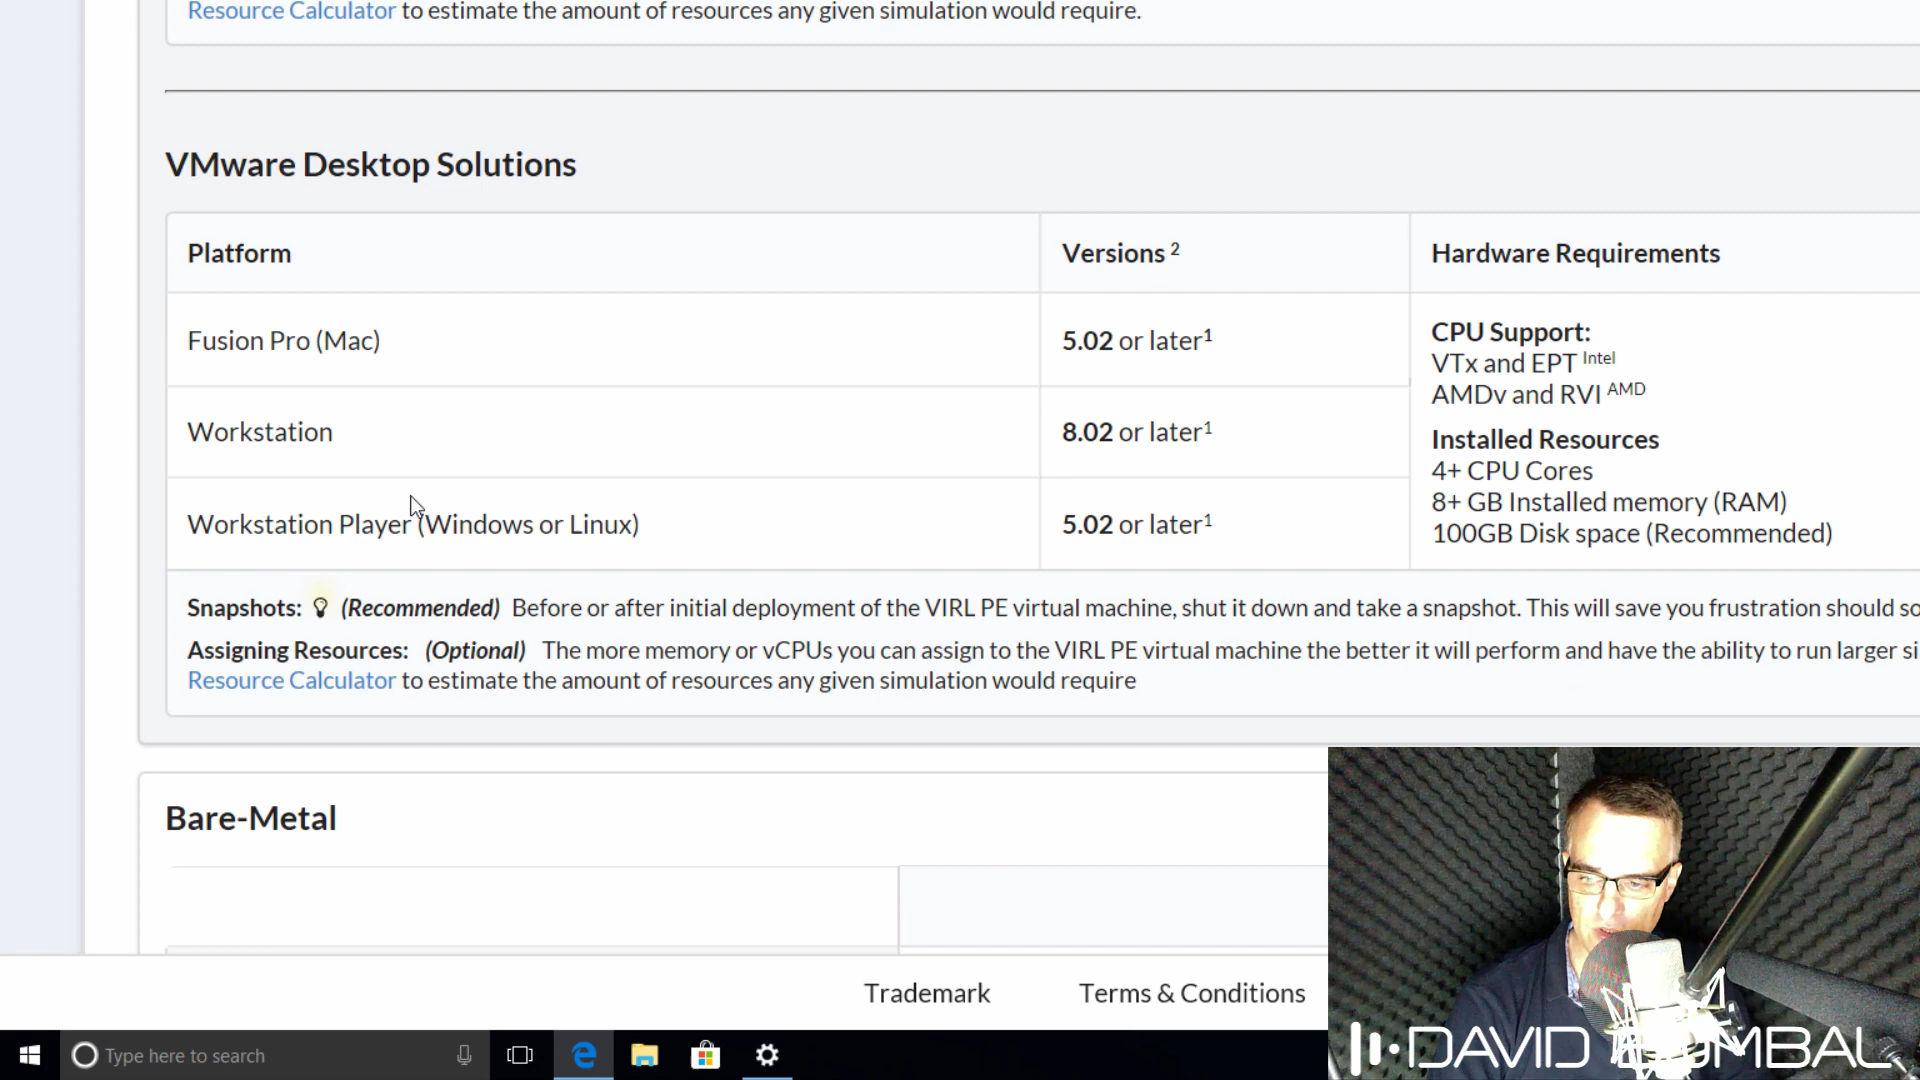 Resource Calculator to estimate the amount of resources any given simulation would require.
VMware Desktop Solutions
Platform
Versions 2
Hardware Requirements
Fusion Pro (Mac)
5.02 or later1
CPU Support:
VTx and EPT Intel
AMDv and RVI AMD
Workstation
8.02 or later1
Installed Resources
4+ CPU Cores
8+ GB Installed memory (RAM)
100GB Disk space (Recommended)
Workstation Player (Windows or Linux)
5.02 or later1
Snapshots: (Recommended) Before or after initial deployment of the VIRL PE virtual machine, shut it down and take a snapshot. This will save you frustration should
Assigning Resources: (Optional) The more memory or vCPUs you can assign to the VIRL PE virtual machine the better it will perform and have the ability to run larger
Resource Calculator to estimate the amount of resources any given simulation would require
Bare-Metal
Trademark
Terms & Conditions
Type here to search
DAVID